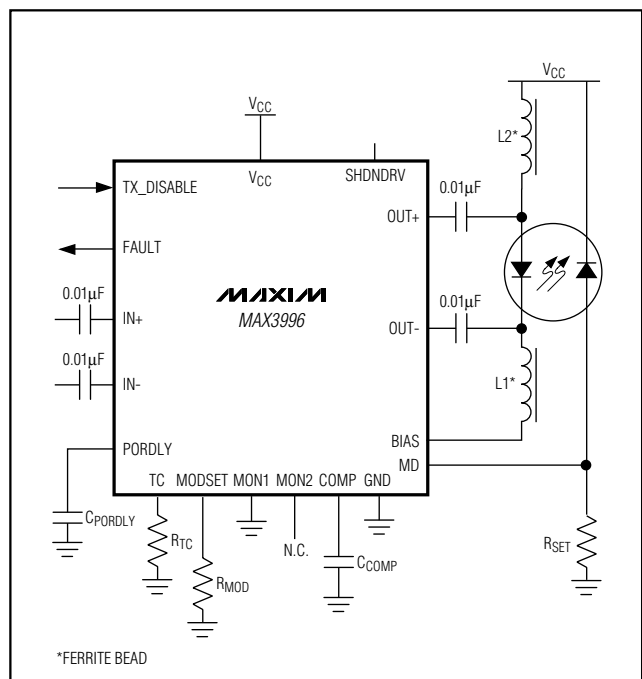 VCC
L2*
VCC
VCC
SHDNDRV
TX_DISABLE
0.01μF
OUT+
FAULT
0.01μF
MAXIM
MAX3996
0.01μF
IN+
OUT-
0.01μF
IN-
L1*
PORDLY
BIAS
MD
TC MODSET MON1 MON2 COMP GND
CPORDLY
RTC
N.C.
CCOMP
RSET
RMOD
*FERRITE BEAD